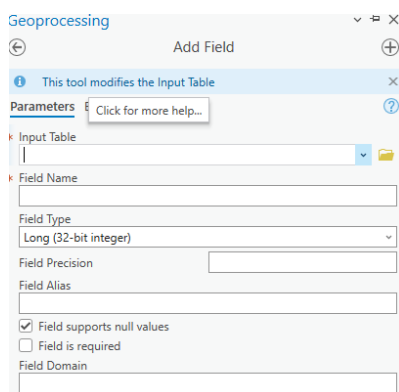 Geoprocessing
Add Field
This tool modifies the Input Table
Parameters
Click for more help...
* Input Table
* Field Name
Field Type
Long (32-bit integer)
Field Precision
Field Alias
Field supports null values
Field is required
Field Domain